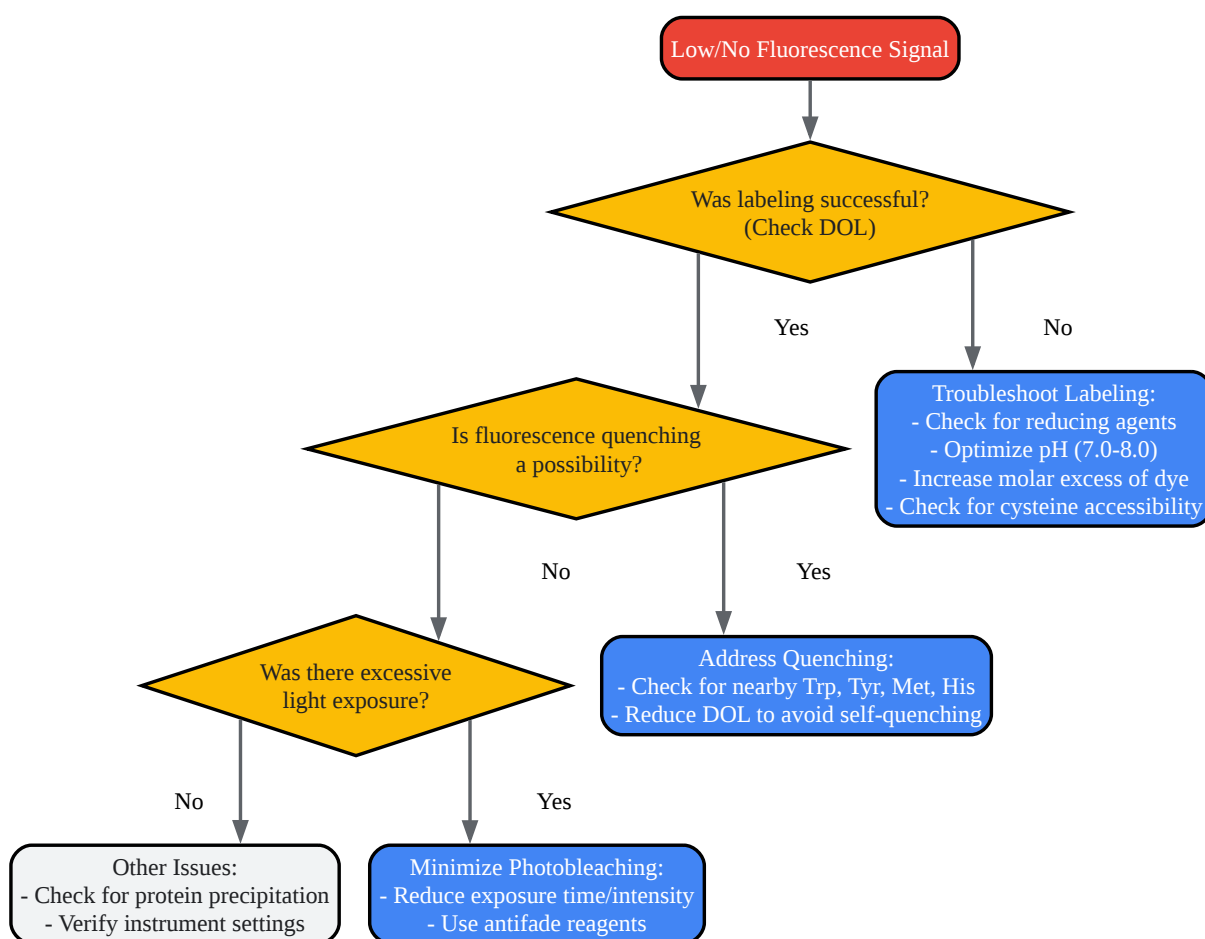 Low/No Fluorescence Signal
Was labeling successful?
(Check DOL)
Yes
No
Troubleshoot Labeling:
- Check for reducing agents
- Optimize pH (7.0-8.0)
- Increase molar excess of dye
- Check for cysteine accessibility
Is fluorescence quenching
a possibility?
No
Yes
Address Quenching:
- Check for nearby Trp, Tyr, Met, His
- Reduce DOL to avoid self-quenching
Was there excessive
light exposure?
No
Yes
Other Issues:
- Check for protein precipitation
- Verify instrument settings
Minimize Photobleaching:
- Reduce exposure time/intensity
- Use antifade reagents